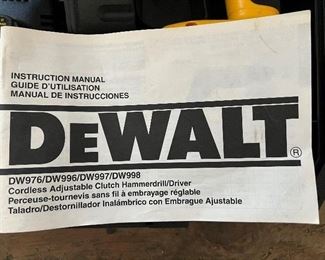 INSTRUCTION MANUAL
GUIDE D'UTILISATION
MANUAL DE INSTRUCCIONES
DEWALT®
DW976/DW996/DW997/DW998
Cordless Adjustable Clutch Hammerdrill/Driver
Perceuse-tournevis sans fil à embrayage réglable
Taladro/Destornillador Inalámbrico con Embrague Ajustable